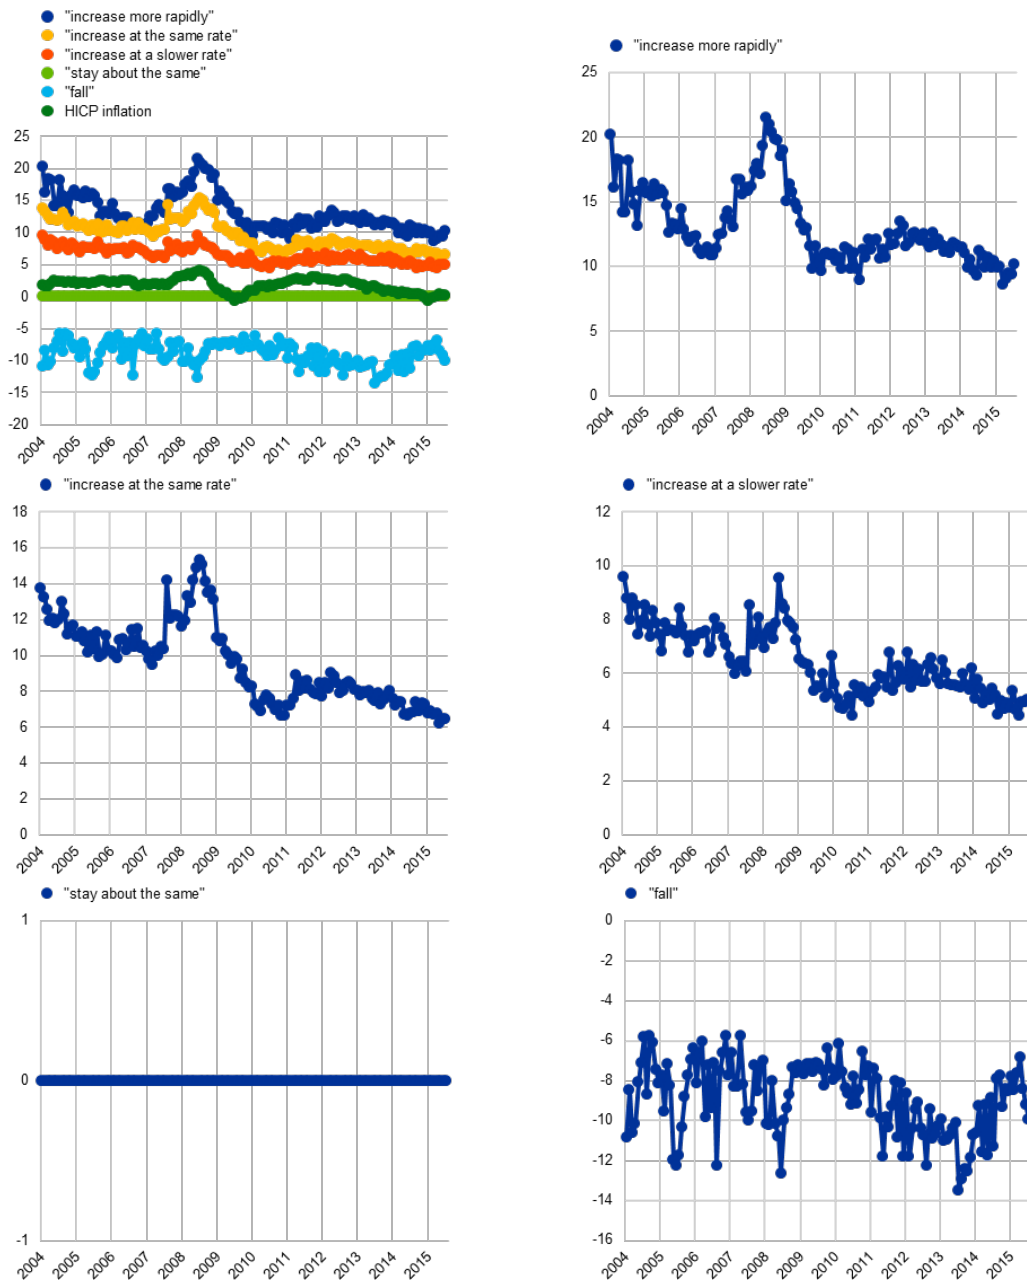 "increase more rapidly"
"increase at the same rate"
"increase at a slower rate"
"stay about the same"
"fall"
HICP inflation
25
20
15
10
5
0
-5
-10
-15
-20
2004 2005 2006 2007 2008 2009 2010 2011 2012 2013 2014 2015
"increase more rapidly"
25
20
15
10
5
0
2004 2005 2006 2007 2008 2009 2010 2011 2012 2013 2014 2015
"increase at the same rate"
18
16
14
12
10
8
6
4
2
0
2004 2005 2006 2007 2008 2009 2010 2011 2012 2013 2014 2015
"increase at a slower rate"
12
10
8
6
4
2
0
2004 2005 2006 2007 2008 2009 2010 2011 2012 2013 2014 2015
"stay about the same"
1
0
-1
2004 2005 2006 2007 2008 2009 2010 2011 2012 2013 2014 2015
"fall"
0
-2
-4
-6
-8
-10
-12
-14
-16
2004 2005 2006 2007 2008 2009 2010 2011 2012 2013 2014 2015